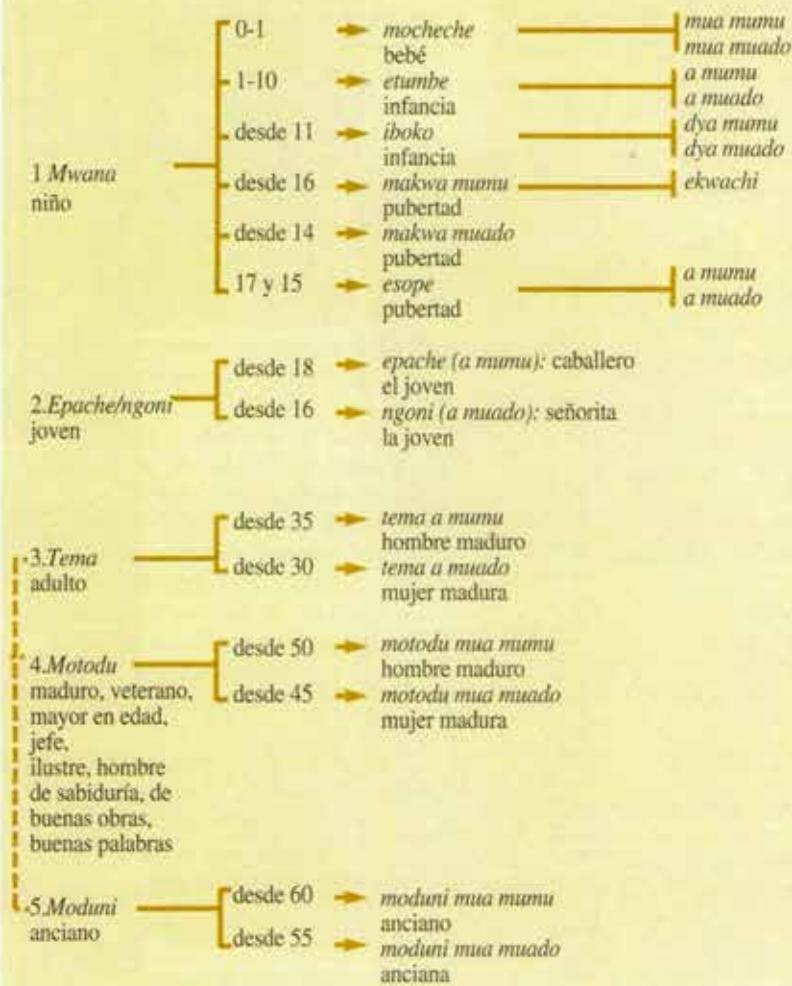 0-1 mocheche mua mumu
bebé mua muado
1-10 etumbe a mumu
infancia a muado
desde 11 iboko dya mumu
infancia dya muado
1 Mwana desde 16 makwa mumu ekwachi
niño pubertad
desde 14 makwa muado
pubertad
17 y 15 esope a mumu
pubertad a muado
2.Epache/ngoni desde 18 epache (a mumu): caballero
joven el joven
desde 16 ngoni (a muado): señorita
la joven
3.Tema desde 35 tema a mumu
adulto hombre maduro
desde 30 tema a muado
mujer madura
4.Motodu desde 50 motodu mua mumu
maduro, veterano, hombre maduro
mayor en edad, desde 45 motodu mua muado
jefe, mujer madura
ilustre, hombre
de sabiduría, de
buenas obras,
buenas palabras
5.Moduni desde 60 moduni mua mumu
anciano anciano
desde 55 moduni mua muado
anciana